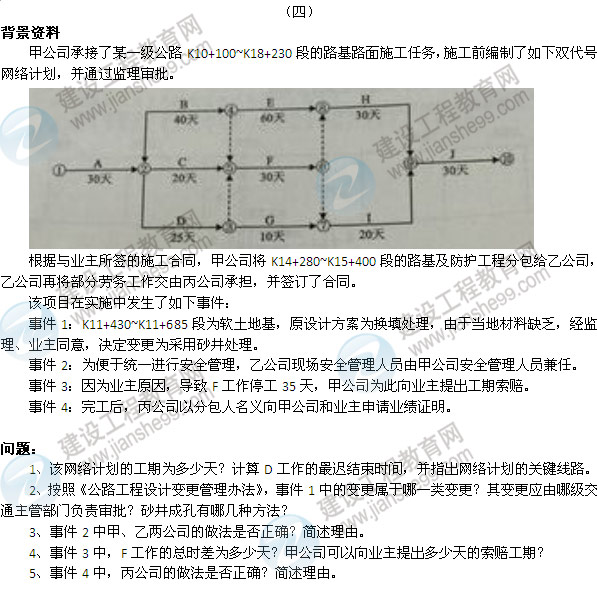 （四）
背景资料
甲公司承接了某一级公路 K10+100~K18+230 段的路基路面施工任务，施工前编制了如下双代号
网络计划，并通过监理审批。
B
E
H
40天
60天
30天
A
C
F
J
30天
20天
30天
30天
D
G
I
25天
10天
20天
根据与业主所签的施工合同，甲公司将 K14+280~K15+400 段的路基及防护工程分包给乙公司，
乙公司再将部分劳务工作交由丙公司承担，并签订了合同。
该项目在实施中发生了如下事件：
事件 1：K11+430~K11+685 段为软土地基，原设计方案为换填处理，由于当地材料缺乏，经监
理、业主同意，决定变更为采用砂井处理。
事件 2：为便于统一进行安全管理，乙公司现场安全管理人员由甲公司安全管理人员兼任。
事件 3：因为业主原因，导致 F 工作停工 35 天，甲公司为此向业主提出工期索赔。
事件 4：完工后，丙公司以分包人名义向甲公司和业主申请业绩证明。
问题：
1、该网络计划的工期为多少天？计算 D 工作的最迟结束时间，并指出网络计划的关键线路。
2、按照《公路工程设计变更管理办法》，事件 1 中的变更属于哪一类变更？其变更应由哪级交
通主管部门负责审批？砂井成孔有哪几种方法？
3、事件 2 中甲、乙两公司的做法是否正确？简述理由。
4、事件 3 中，F 工作的总时差为多少天？甲公司可以向业主提出多少天的索赔工期？
5、事件 4 中，丙公司的做法是否正确？简述理由。
建设工程教育网
www.jianshe99.com